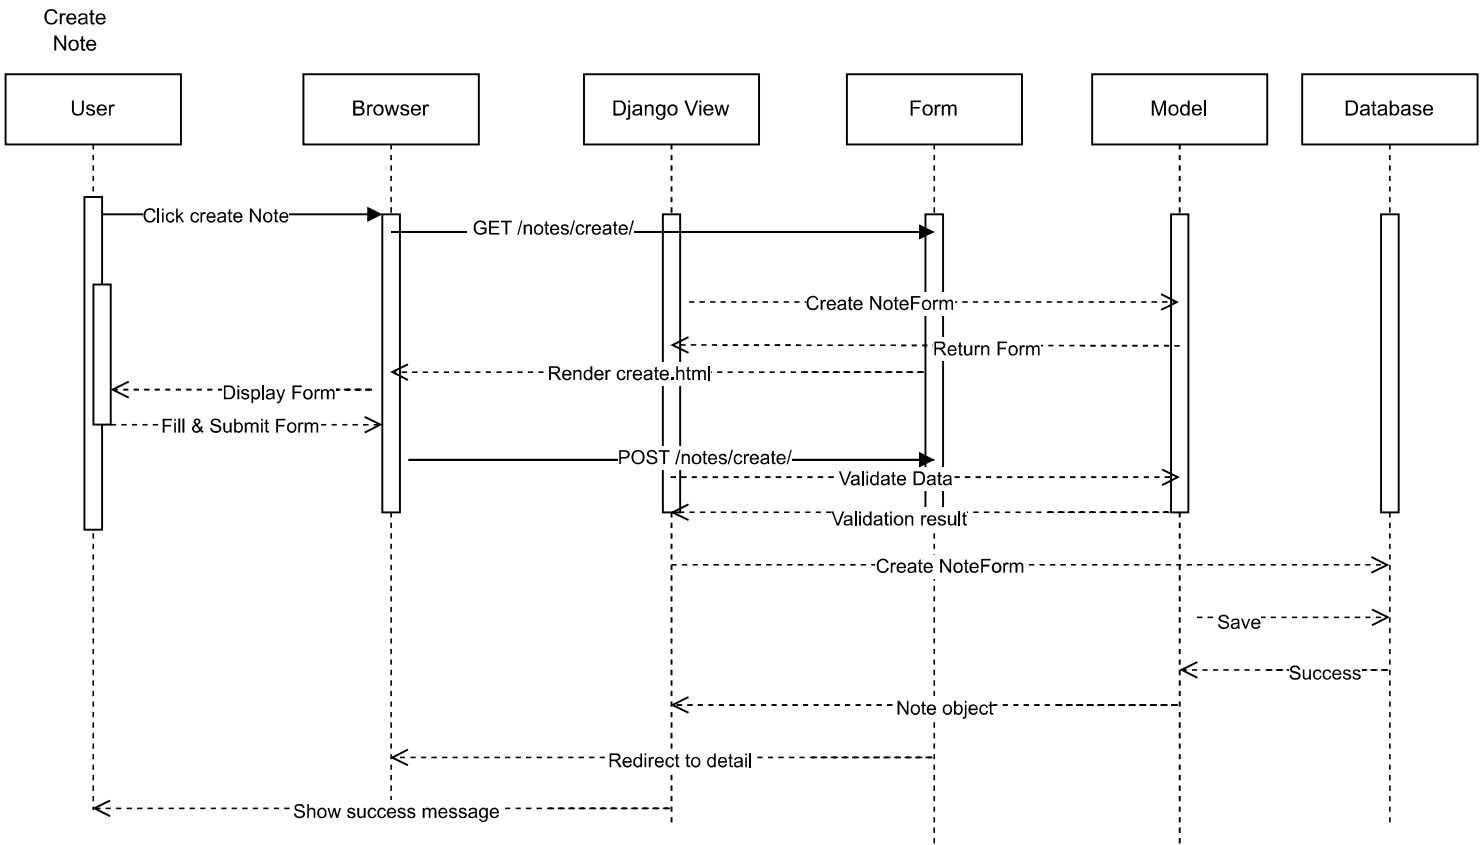 Create
Note
User
Browser
Django View
Form
Model
Database
Click create Note
GET /notes/create/
Create NoteForm
Return Form
Render create.html
Display Form
Fill & Submit Form
POST /notes/create/
Validate Data
Validation result
Create NoteForm
Save
Success
Note object
Redirect to detail
Show success message